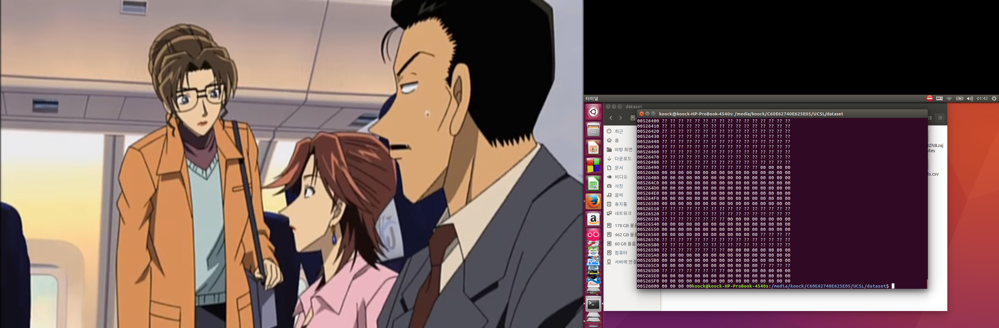 터미널
01:42
dataset
koock@koock-HP-ProBook-4540s: /media/koock/C60E62740E625E05/UCSL/dataset
최근
홈
바탕 화면
다운로드
문서
비디오
사진
음악
휴지통
네트워크
178 GB 볼륨
462 GB 볼륨
60 GB 볼륨
컴퓨터
서버에 연결
00526400 ?? ?? ?? ?? ?? ?? ?? ?? ?? ?? ?? ?? ?? ?? ?? ??
00526410 ?? ?? ?? ?? ?? ?? ?? ?? ?? ?? ?? ?? ?? ?? ?? ??
00526420 ?? ?? ?? ?? ?? ?? ?? ?? ?? ?? ?? ?? ?? ?? ?? ??
00526430 ?? ?? ?? ?? ?? ?? ?? ?? ?? ?? ?? ?? ?? ?? ?? ??
00526440 ?? ?? ?? ?? ?? ?? ?? ?? ?? ?? ?? ?? ?? ?? ?? ??
00526450 ?? ?? ?? ?? ?? ?? ?? ?? ?? ?? ?? ?? ?? ?? ?? ??
00526460 ?? ?? ?? ?? ?? ?? ?? ?? ?? ?? ?? ?? ?? ?? ?? ??
00526470 ?? ?? ?? ?? ?? ?? ?? ?? ?? ?? ?? ?? ?? ?? ?? ??
00526480 ?? ?? ?? ?? ?? ?? ?? ?? ?? ?? ?? ?? ?? ?? ?? ??
00526490 ?? ?? ?? ?? ?? ?? ?? ?? ?? ?? ?? ?? 00 00 00 00
005264A0 00 00 00 00 00 00 00 00 00 00 00 00 00 00 00 00
005264B0 00 00 00 00 00 00 00 00 00 00 00 00 00 00 00 00
005264C0 00 00 00 00 00 00 00 00 00 00 00 00 00 00 00 00
005264D0 00 00 00 00 00 00 00 00 00 00 00 00 00 00 00 00
005264E0 00 00 00 00 00 00 00 00 00 00 00 00 00 00 00 00
005264F0 00 00 00 00 00 00 00 00 00 00 00 00 00 00 00 00
00526500 00 00 00 00 00 00 00 00 00 00 00 00 00 00 00 00
00526510 ?? ?? ?? ?? ?? ?? ?? ?? ?? ?? ?? ?? ?? ?? ?? ??
00526520 ?? ?? ?? ?? ?? ?? ?? ?? ?? ?? ?? ?? ?? ?? ?? ??
00526530 ?? ?? ?? ?? ?? ?? ?? ?? 00 00 00 00 00 00 00 00
00526540 00 00 00 00 00 00 00 00 00 00 00 00 00 00 00 00
00526550 00 00 00 00 00 00 00 00 00 00 00 00 00 00 00 00
00526560 00 00 00 00 00 00 00 00 00 00 00 00 ?? ?? ?? ??
00526570 ?? ?? ?? ?? ?? ?? ?? ?? ?? ?? ?? ?? ?? ?? ?? ??
00526580 ?? ?? ?? ?? ?? ?? ?? ?? ?? ?? ?? ?? ?? ?? ?? ??
00526590 ?? ?? ?? ?? ?? ?? ?? ?? 00 00 00 00 00 00 00 00
005265A0 00 00 00 00 00 00 00 00 00 00 00 00 00 00 00 00
005265B0 00 00 00 00 00 00 00 00 00 00 00 00 00 00 00 00
005265C0 00 00 00 00 00 00 00 00 00 00 00 00 ?? ?? ?? ??
005265D0 ?? ?? ?? ?? ?? ?? ?? ?? 00 00 00 00 00 00 00 00
005265E0 00 00 00 00 00 00 00 00 00 00 00 00 00 00 00 00
005265F0 00 00 00 00 00 00 00 00 00 00 00 00 00 00 00 00
00526600 00 00 00 00koock@koock-HP-ProBook-4540s:/media/koock/C60E62740E625E05/UCSL/dataset$
ZhBJaj
ytes
ls.csv